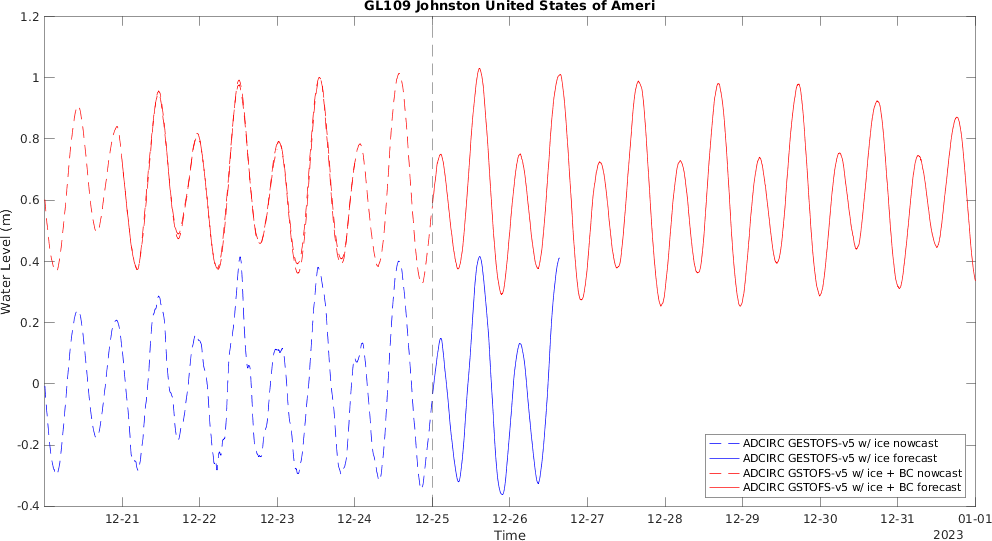 GL109 Johnston United States of Ameri
1.2
1
0.8
0.6
0.4
0.2
0
-0.2
-0.4
Water Level (m)
ADCIRC GESTOFS-v5 w/ ice nowcast
ADCIRC GESTOFS-v5 w/ ice forecast
ADCIRC GSTOFS-v5 w/ ice + BC nowcast
ADCIRC GSTOFS-v5 w/ ice + BC forecast
12-21 12-22 12-23 12-24 12-25 12-26 12-27 12-28 12-29 12-30 12-31 01-01
Time 2023